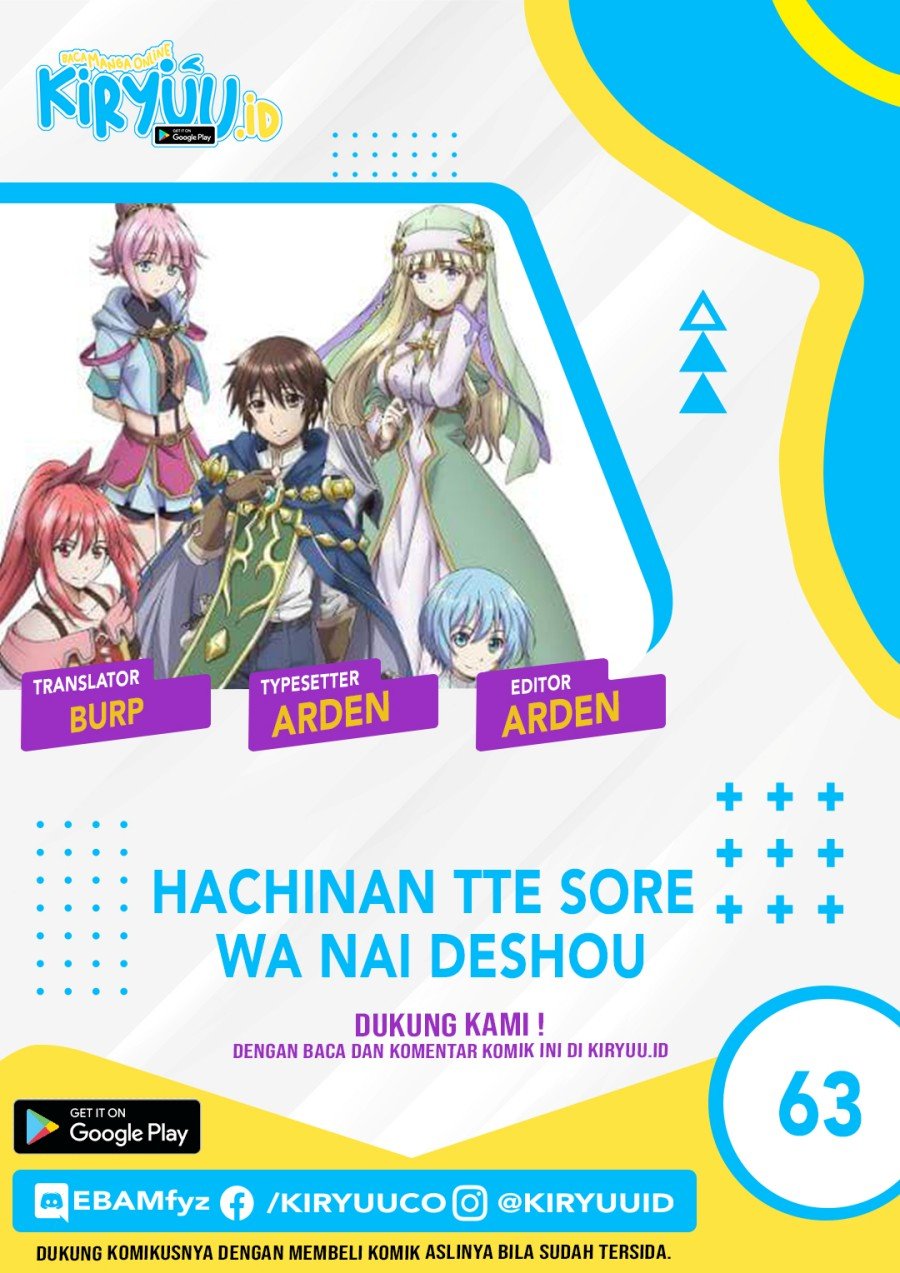 BACA MANGA ONLINE
KIRYUU.ID
GET IT ON
Google Play
TRANSLATOR
BURP
TYPESETTER
ARDEN
EDITOR
ARDEN
HACHINAN TTE SORE
WA NAI DESHOU
DUKUNG KAMI !
DENGAN BACA DAN KOMENTAR KOMIK INI DI KIRYUU.ID
63
GET IT ON
Google Play
EBAMfyz /KIRYUUCO @KIRYUUID
DUKUNG KOMIKUSNYA DENGAN MEMBELI KOMIK ASLINYA BILA SUDAH TERSIDA.